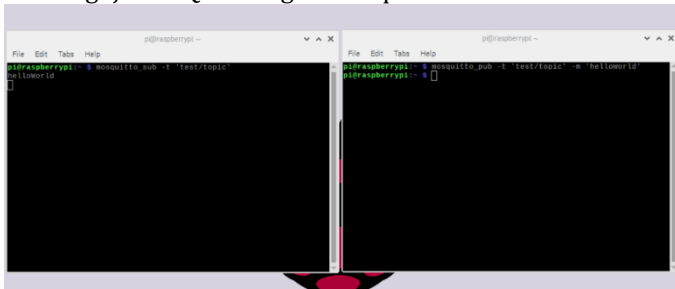 pi@raspberrypi: ~
File Edit Tabs Help
pi@raspberrypi:~ $ mosquitto_sub -t 'test/topic'
helloWorld
pi@raspberrypi: ~
File Edit Tabs Help
pi@raspberrypi:~ $ mosquitto_pub -t 'test/topic' -m 'helloWorld'
pi@raspberrypi:~ $